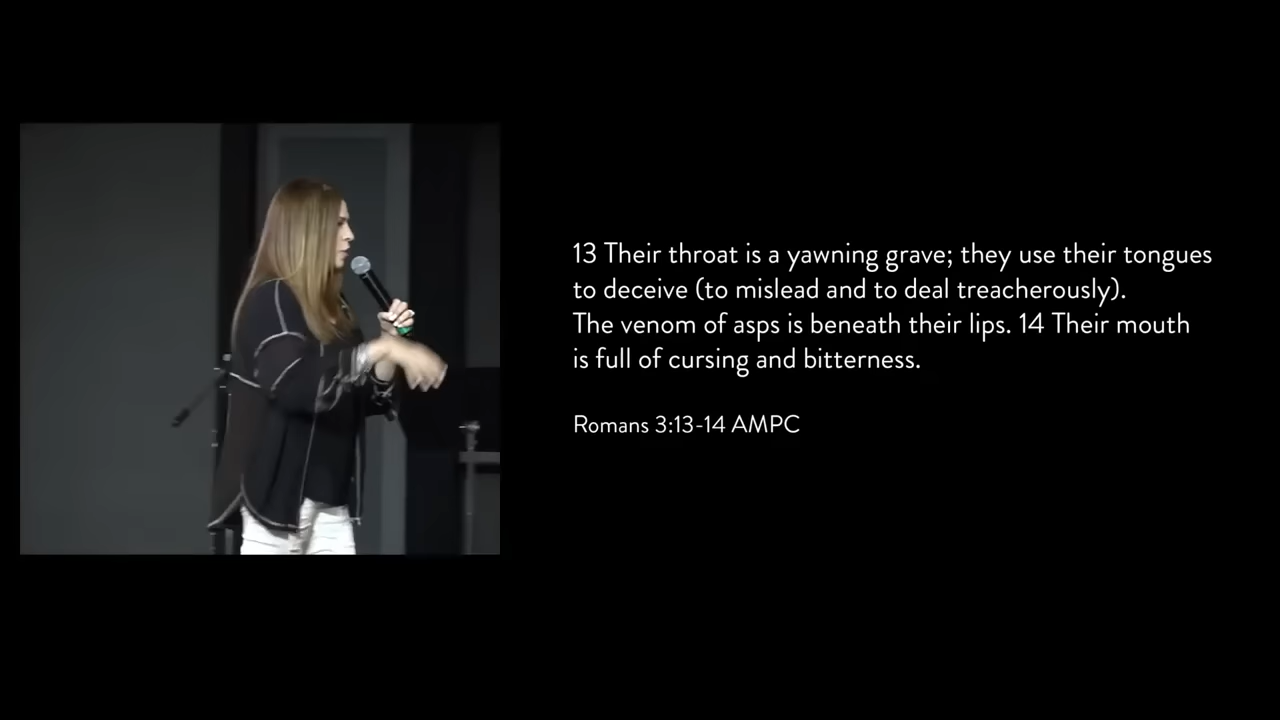 13 Their throat is a yawning grave; they use their tongues
to deceive (to mislead and to deal treacherously).
The venom of asps is beneath their lips. 14 Their mouth
is full of cursing and bitterness.
Romans 3:13-14 AMPC